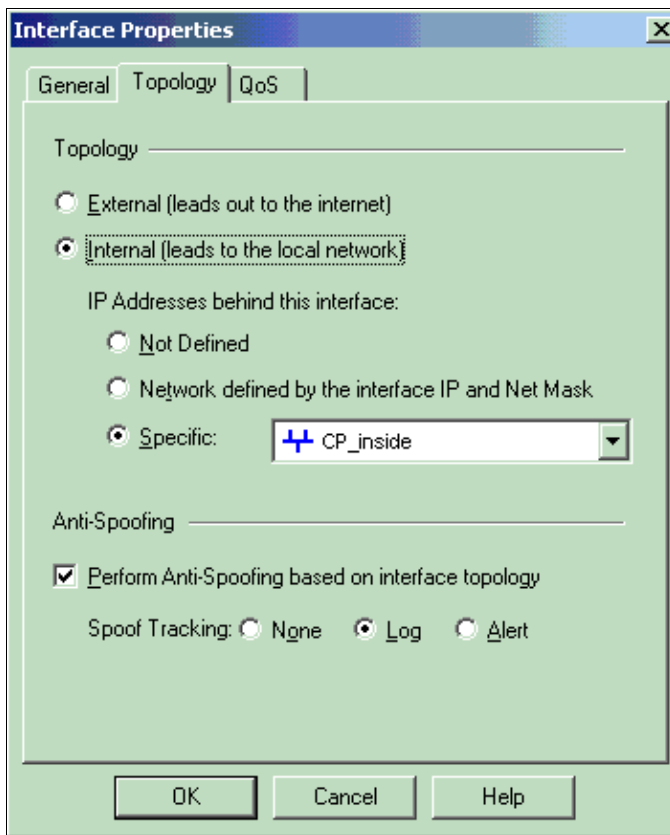 Interface Properties
General Topology QoS
Topology
External (leads out to the internet)
Internal (leads to the local network)
IP Addresses behind this interface:
Not Defined
Network defined by the interface IP and Net Mask
Specific: CP_inside
Anti-Spoofing
Perform Anti-Spoofing based on interface topology
Spoof Tracking: None Log Alert
OK Cancel Help